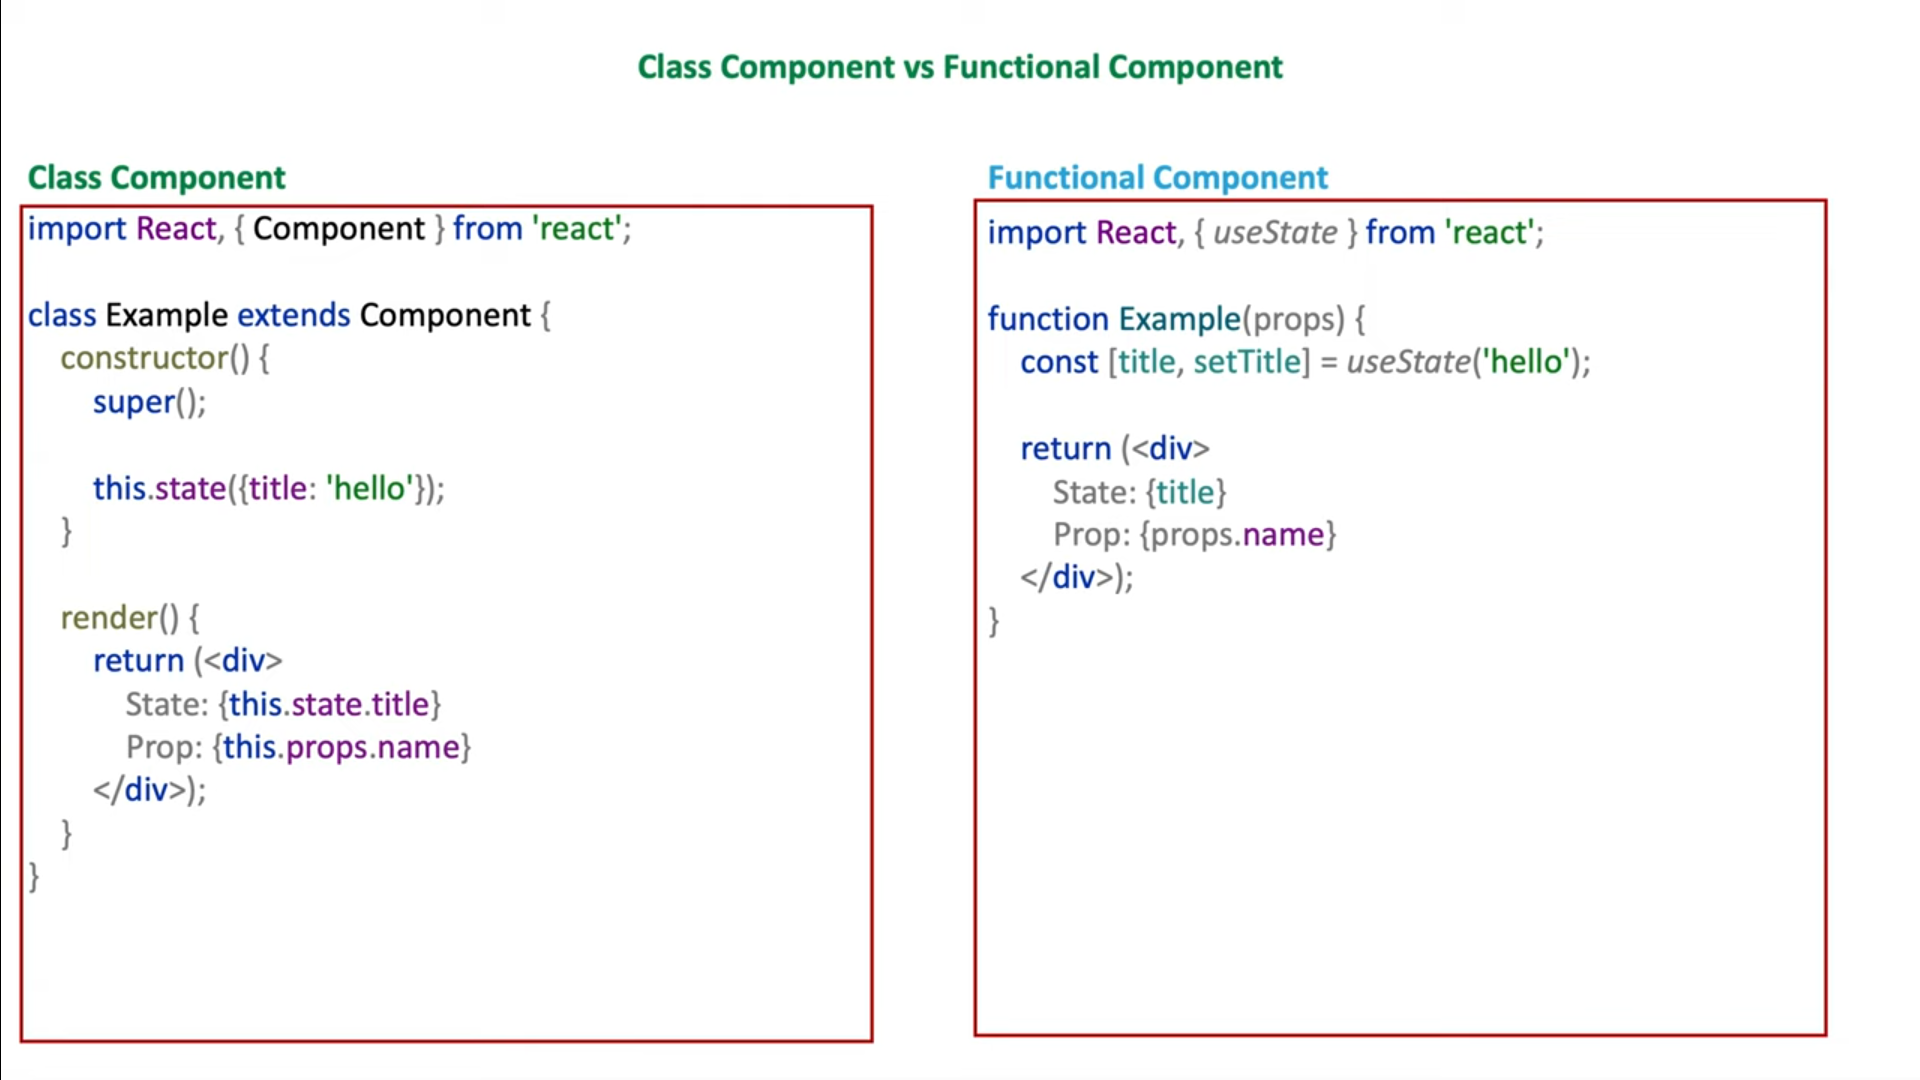 Class Component vs Functional Component
Class Component
import React, { Component } from 'react';
class Example extends Component {
constructor() {
super();
this.state({title: 'hello'});
}
render() {
return (<div>
State: {this.state.title}
Prop: {this.props.name}
</div>);
}
}
Functional Component
import React, { useState } from 'react';
function Example(props) {
const [title, setTitle] = useState('hello');
return (<div>
State: {title}
Prop: {props.name}
</div>);
}